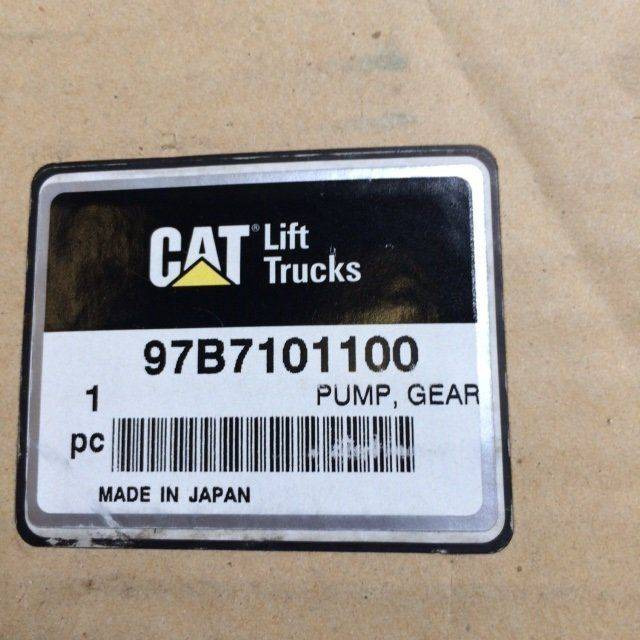 CAT® Lift
Trucks
97B7101100
1 PUMP, GEAR
pc
MADE IN JAPAN